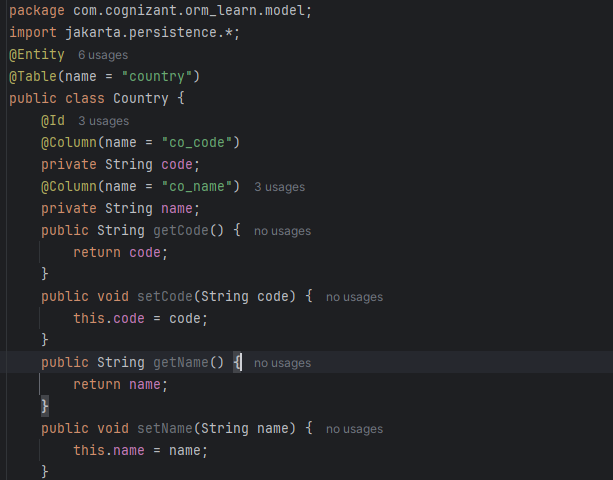 package com.cognizant.orm_learn.model;
import jakarta.persistence.*;
@Entity 6 usages
@Table(name = "country")
public class Country {
@Id 3 usages
@Column(name = "co_code")
private String code;
@Column(name = "co_name") 3 usages
private String name;
public String getCode() { no usages
return code;
}
public void setCode(String code) { no usages
this.code = code;
}
public String getName() { no usages
return name;
}
public void setName(String name) { no usages
this.name = name;
}